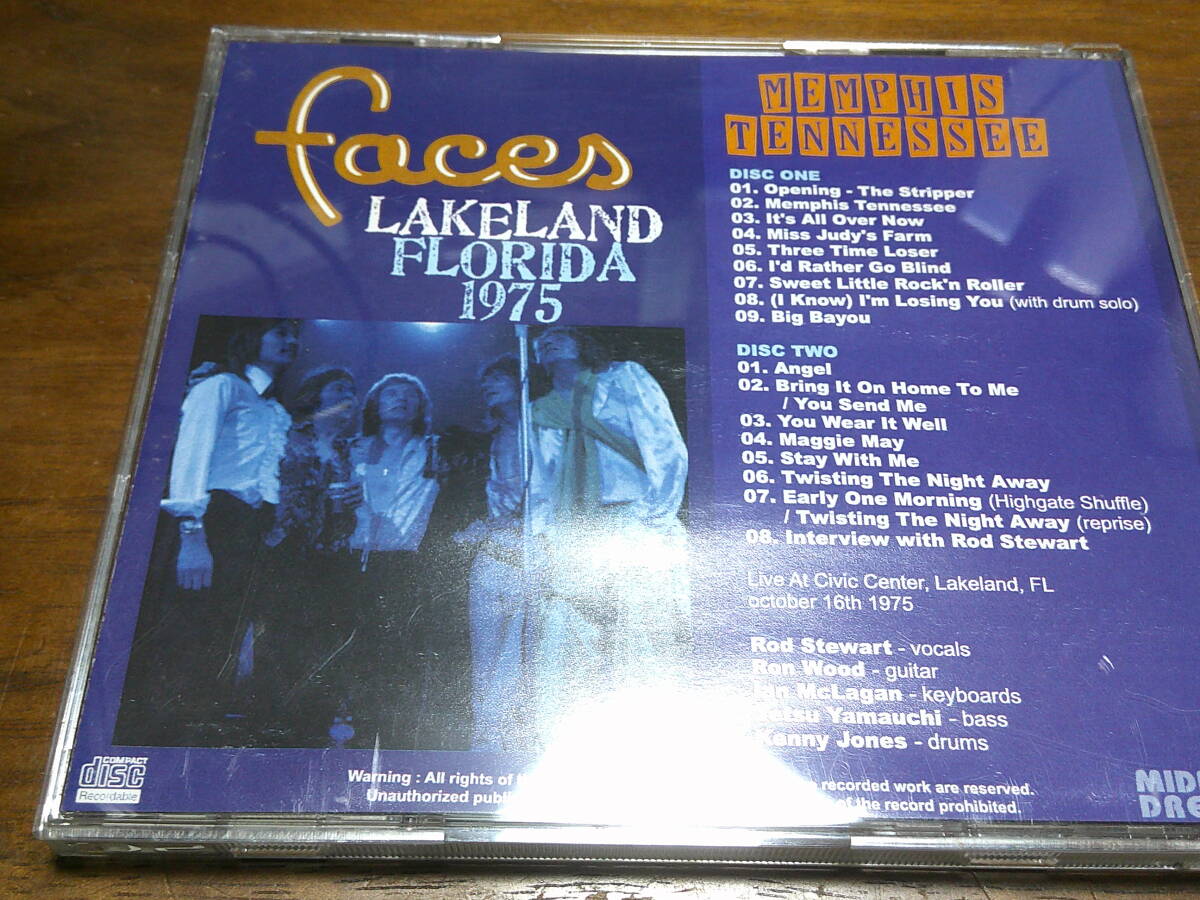 faces
LAKELAND
FLORIDA
1975
MEMPHIS
TENNESSEE
DISC ONE
01. Opening - The Stripper
02. Memphis Tennessee
03. It's All Over Now
04. Miss Judy's Farm
05. Three Time Loser
06. I'd Rather Go Blind
07. Sweet Little Rock'n Roller
08. (I Know) I'm Losing You (with drum solo)
09. Big Bayou
DISC TWO
01. Angel
02. Bring It On Home To Me
/ You Send Me
03. You Wear It Well
04. Maggie May
05. Stay With Me
06. Twisting The Night Away
07. Early One Morning (Highgate Shuffle)
/ Twisting The Night Away (reprise)
08. Interview with Rod Stewart
Live At Civic Center, Lakeland, FL
october 16th 1975
Rod Stewart - vocals
Ron Wood - guitar
Ian McLagan - keyboards
Yamauchi - bass
Kenny Jones - drums
COMPACT
disc
Recordable
Warning : All rights of recorded work are reserved.
Unauthorized of the record prohibited.